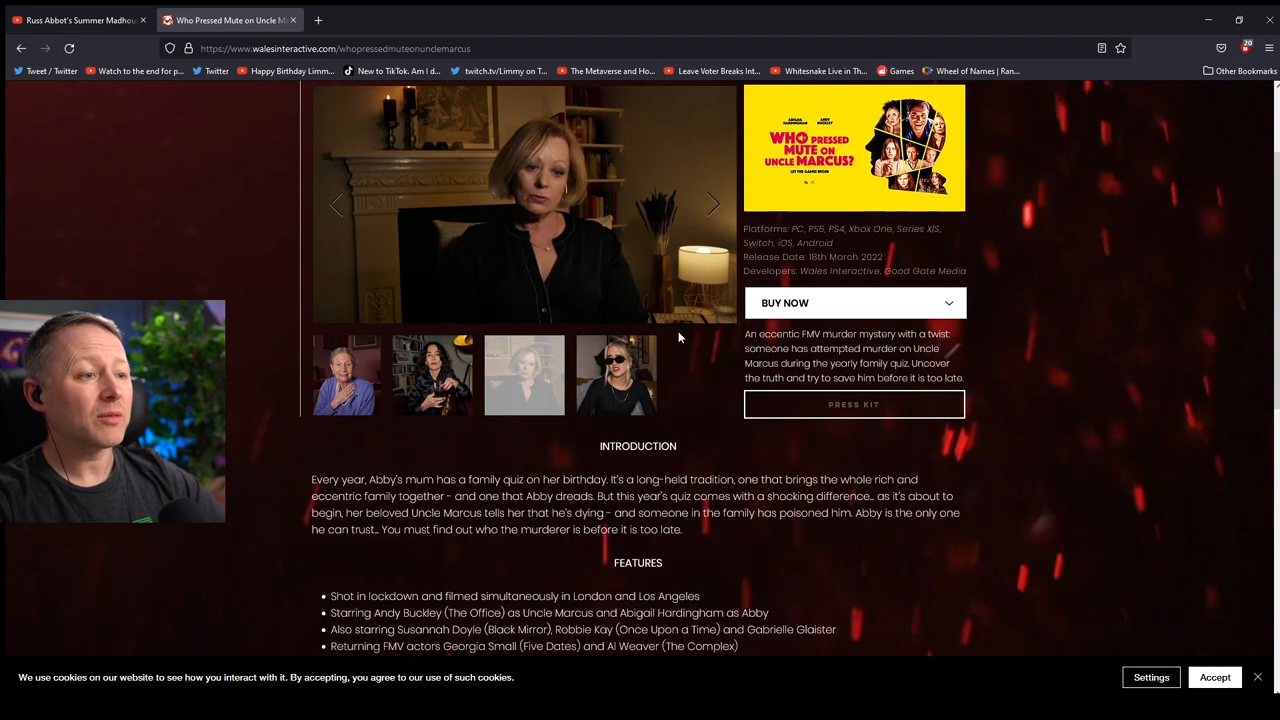 Russ Abbot's Summer Madhou
Who Pressed Mute on Uncle M
https://www.walesinteractive.com/whopressedmuteonunclemarcus
20
Tweet / Twitter
Watch to the end for p...
Twitter
Happy Birthday Limm...
New to TikTok. Am I d...
twitch.tv/Limmy on T...
The Metaverse and Ho...
Leave Voter Breaks Int...
Whitesnake Live in Th...
Games
Wheel of Names | Ran...
Other Bookmarks
ABIGAIL
HARDINGHAM
ANDY
BUCKLEY
WHO PRESSED
MUTE ON
UNCLE MARCUS?
LET THE GAMES BEGIN
Platforms: PC, PS5, PS4, Xbox One, Series X|S,
Switch, iOS, Android
Release Date: 18th March 2022
Developers: Wales Interactive, Good Gate Media
BUY NOW
An eccentic FMV murder mystery with a twist:
someone has attempted murder on Uncle
Marcus during the yearly family quiz. Uncover
the truth and try to save him before it is too late.
PRESS KIT
INTRODUCTION
Every year, Abby's mum has a family quiz on her birthday. It's a long-held tradition, one that brings the whole rich and
eccentric family together - and one that Abby dreads. But this year's quiz comes with a shocking difference... as it's about to
begin, her beloved Uncle Marcus tells her that he's dying - and someone in the family has poisoned him. Abby is the only one
he can trust... You must find out who the murderer is before it is too late.
FEATURES
Shot in lockdown and filmed simultaneously in London and Los Angeles
Starring Andy Buckley (The Office) as Uncle Marcus and Abigail Hardingham as Abby
Also starring Susannah Doyle (Black Mirror), Robbie Kay (Once Upon a Time) and Gabrielle Glaister
Returning FMV actors Georgia Small (Five Dates) and Al Weaver (The Complex)
We use cookies on our website to see how you interact with it. By accepting, you agree to our use of such cookies.
Settings
Accept